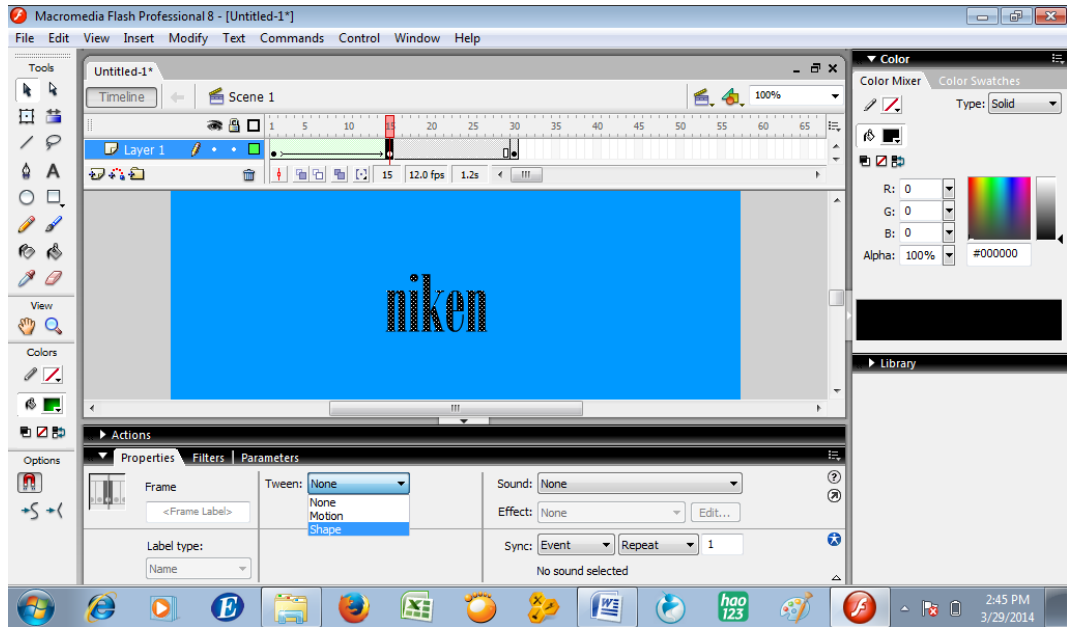 Macromedia Flash Professional 8 - [Untitled-1*]
File Edit View Insert Modify Text Commands Control Window Help
Tools
View
Colors
Options
Untitled-1*
Timeline Scene 1 100%
1 5 10 15 20 25 30 35 40 45 50 55 60 65
Layer 1
15 12.0 fps 1.2s
niken
Actions
Properties Filters Parameters
Frame
<Frame Label>
Label type:
Name
Tween: None
None
Motion
Shape
Sound: None
Effect: None Edit...
Sync: Event Repeat 1
No sound selected
Color
Color Mixer Color Swatches
Type: Solid
R: 0
G: 0
B: 0
Alpha: 100% #000000
Library
hao
123
2:45 PM
3/29/2014